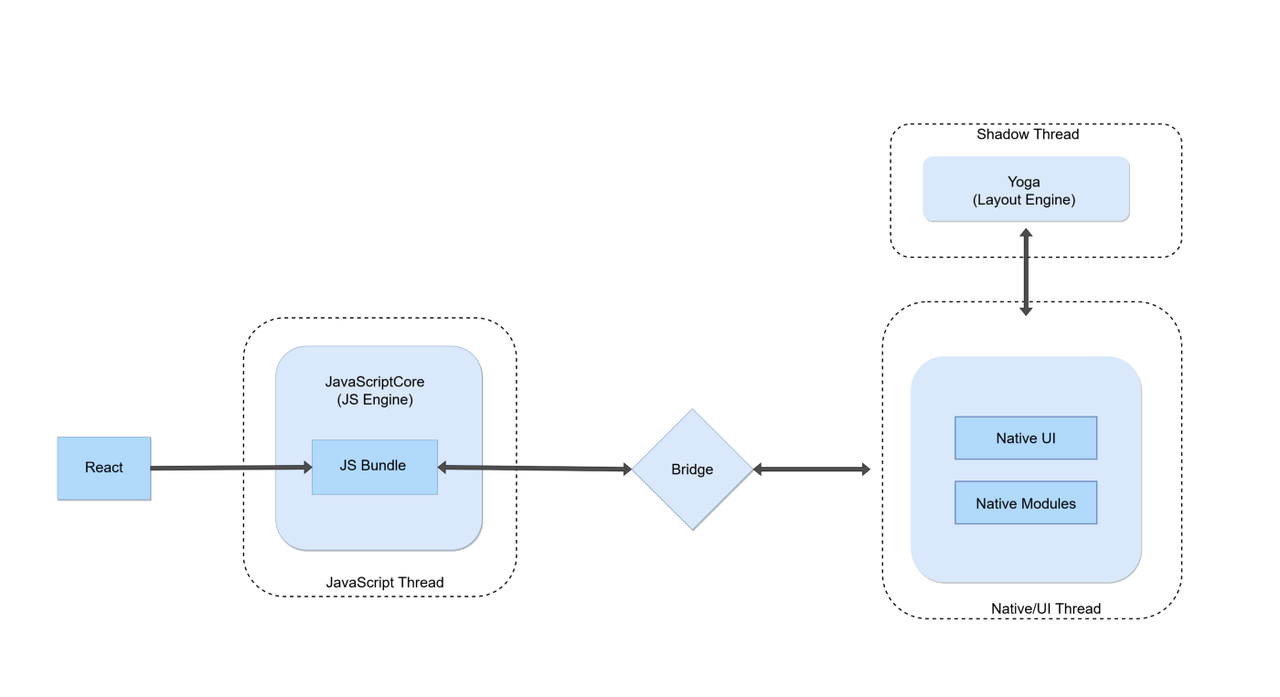 Shadow Thread
Yoga
(Layout Engine)
JavaScriptCore
(JS Engine)
React
JS Bundle
Bridge
Native UI
Native Modules
JavaScript Thread
Native/UI Thread